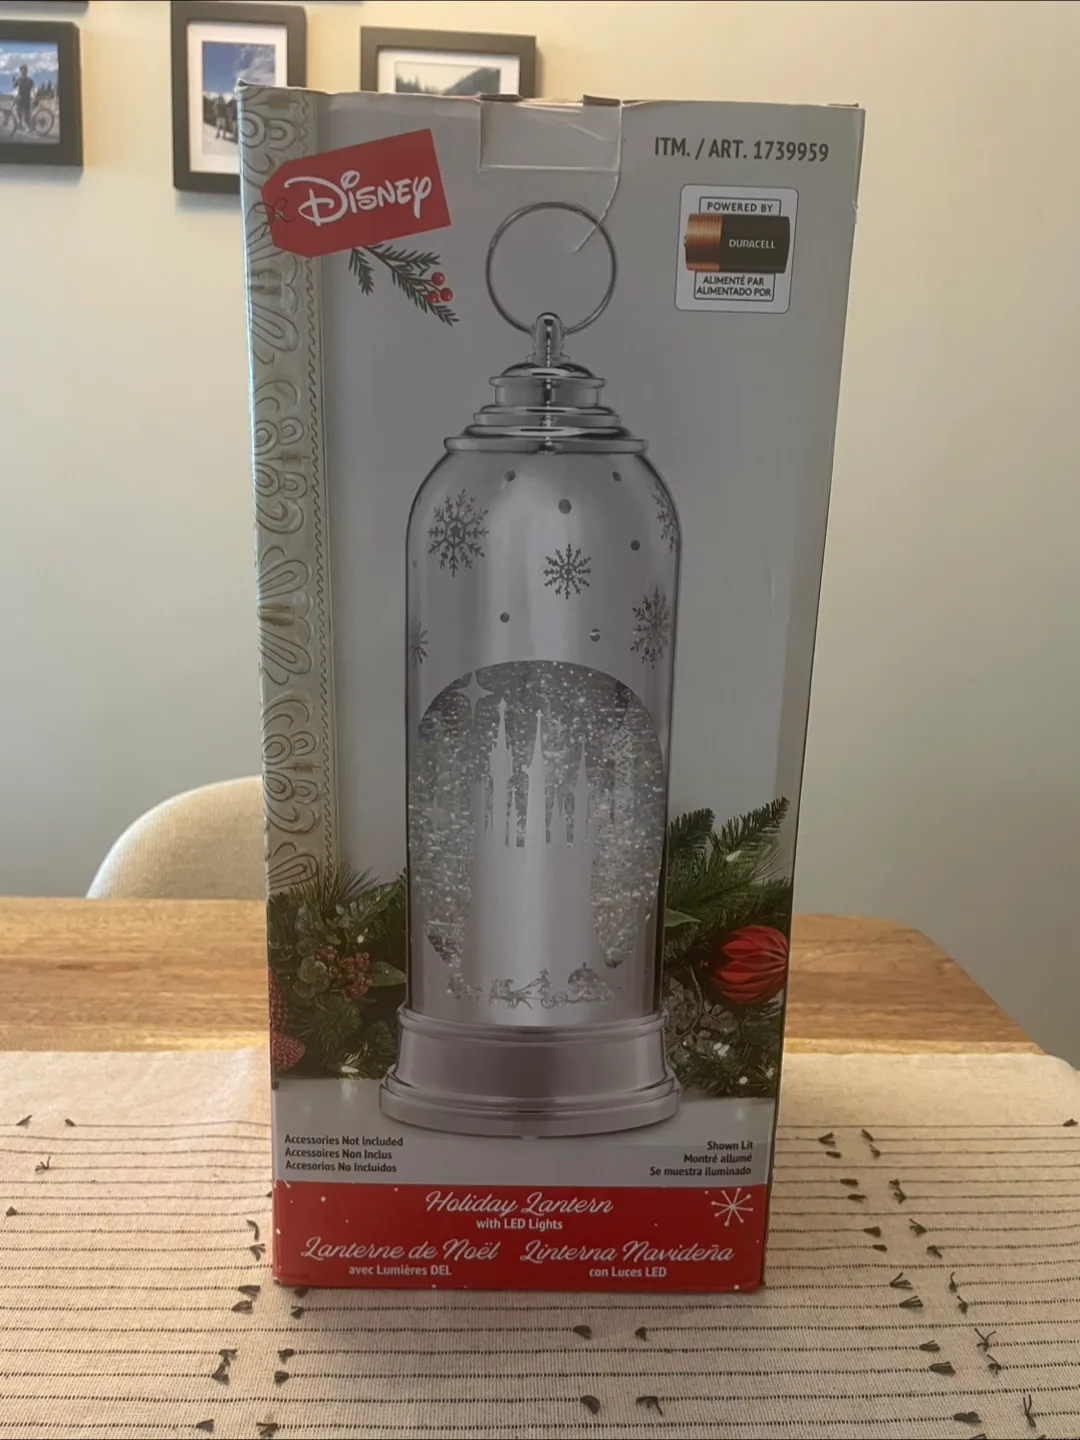 Disney
ITM. / ART. 1739959
POWERED BY
DURACELL
ALIMENTÉ PAR
ALIMENTADO POR
Accessories Not Included
Accessoires Non Inclus
Accesorios No Incluidos
Shown Lit
Montré allumé
Se muestra iluminado
Holiday Lantern
with LED Lights
Lanterne de Noël
avec Lumières DEL
Linterna Navideña
con Luces LED